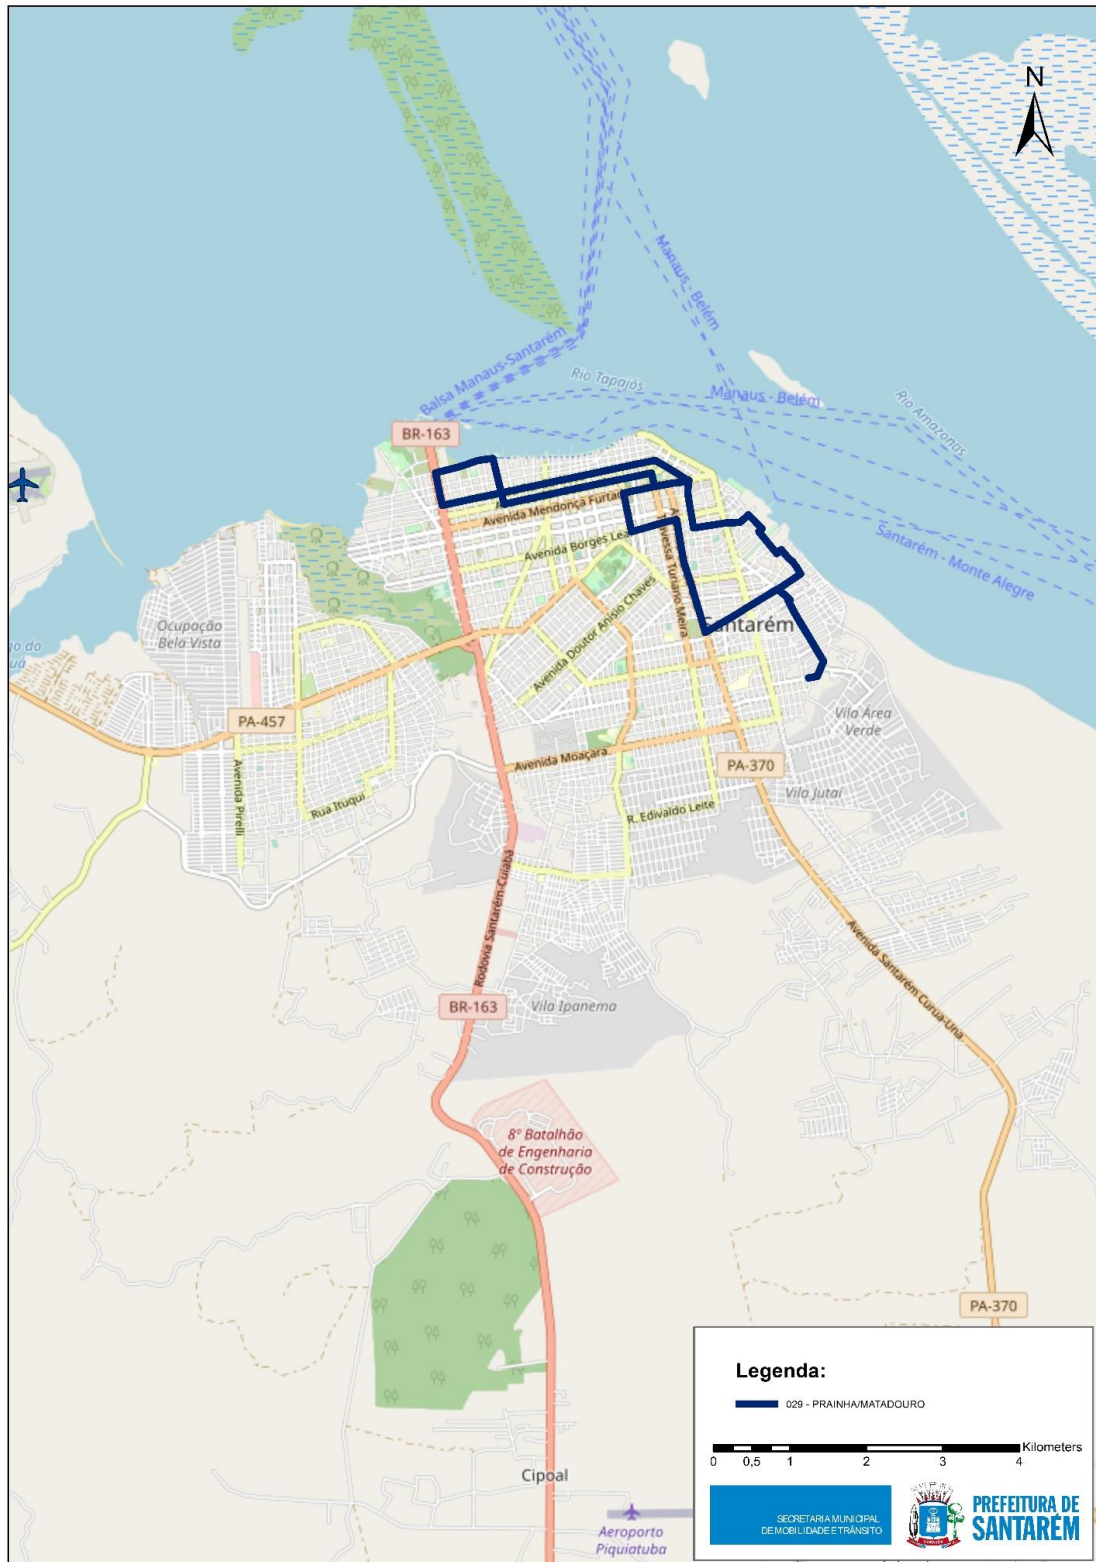 N
Manaus - Belém
Balsa Manaus-Santarém
Rio Tapajós
Manaus - Belém
Rio Amazonas
BR-163
Avenida Mendonça Furtado
Santarém - Monte Alegre
Avenida Borges Leal
Travessa Turiano Meira
Avenida Doutor Anísio Chaves
Santarém
Ocupação
Bela Vista
PA-457
Vila Área
Verde
Avenida Moaçara
PA-370
Vila Jutaí
Avenida Pirelli
Rua Ituqui
R. Edivaldo Leite
Rodovia Santarém-Cuiabá
Avenida Santarém Curuá-Una
BR-163
Vila Ipanema
8º Batalhão
de Engenharia
de Construção
PA-370
Cipoal
Aeroporto
Piquiatuba
Legenda:
029 - PRAINHA/MATADOURO
Kilometers
0 0,5 1 2 3 4
SECRETARIA MUNICIPAL
DE MOBILIDADE E TRÂNSITO
PREFEITURA DE
SANTARÉM